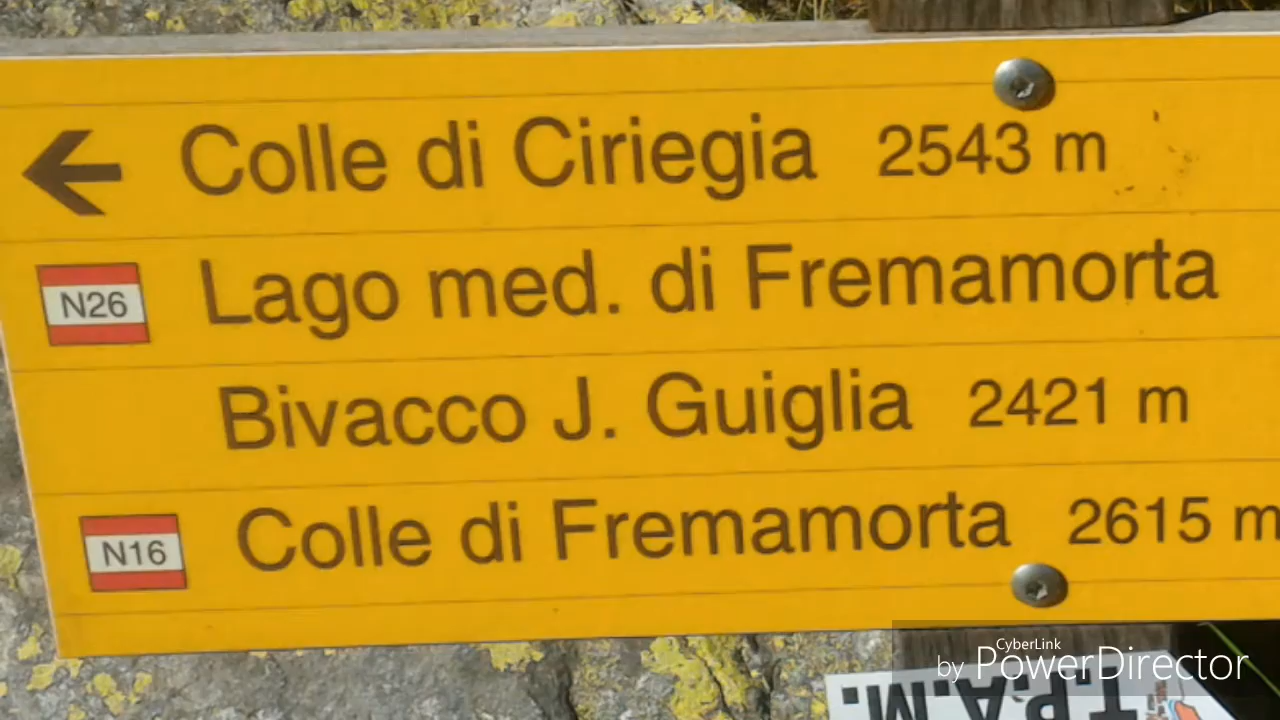 Colle di Ciriegia 2543 m
N26 Lago med. di Fremamorta
Bivacco J. Guiglia 2421 m
N16 Colle di Fremamorta 2615 m
CyberLink
by PowerDirector
T.P.A.M.